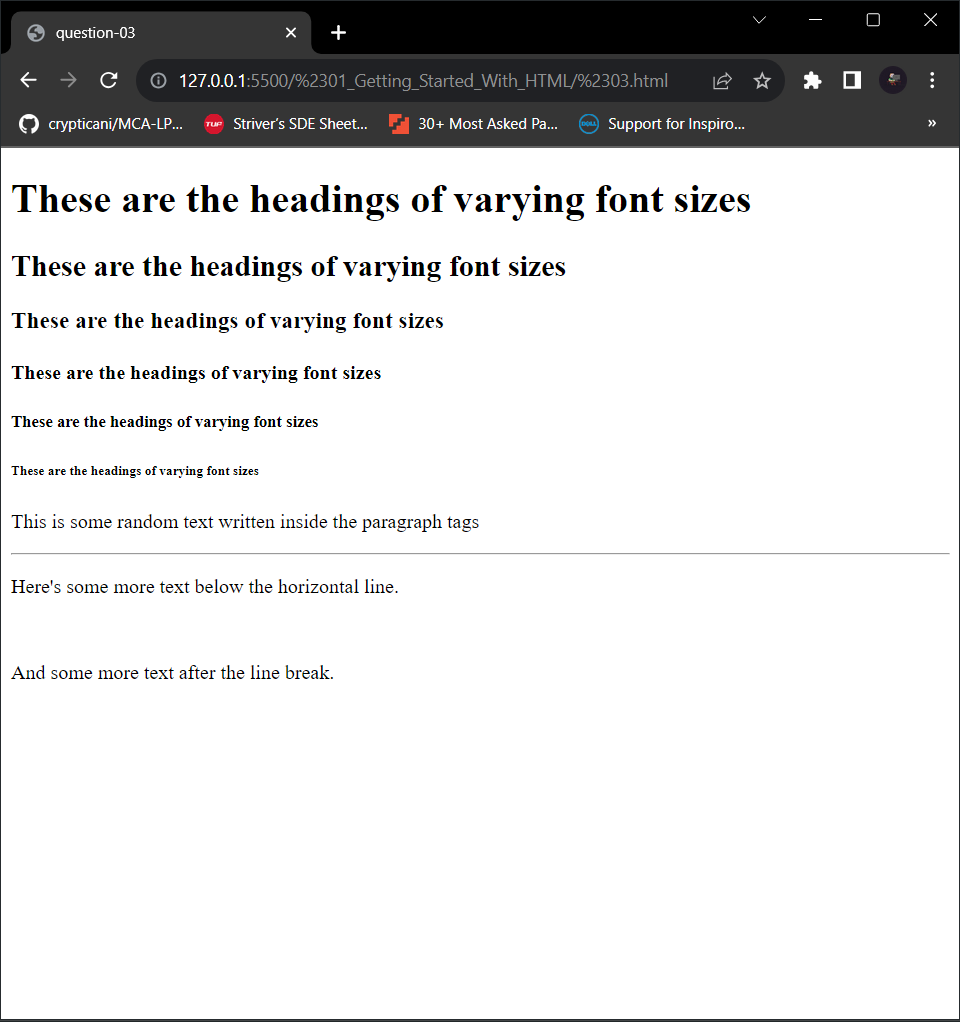 question-03
127.0.0.1:5500/%2301_Getting_Started_With_HTML/%2303.html
crypticani/MCA-LP... TUF Striver's SDE Sheet... 30+ Most Asked Pa... DELL Support for Inspiro... »
These are the headings of varying font sizes
These are the headings of varying font sizes
These are the headings of varying font sizes
These are the headings of varying font sizes
These are the headings of varying font sizes
These are the headings of varying font sizes
This is some random text written inside the paragraph tags
Here's some more text below the horizontal line.
And some more text after the line break.